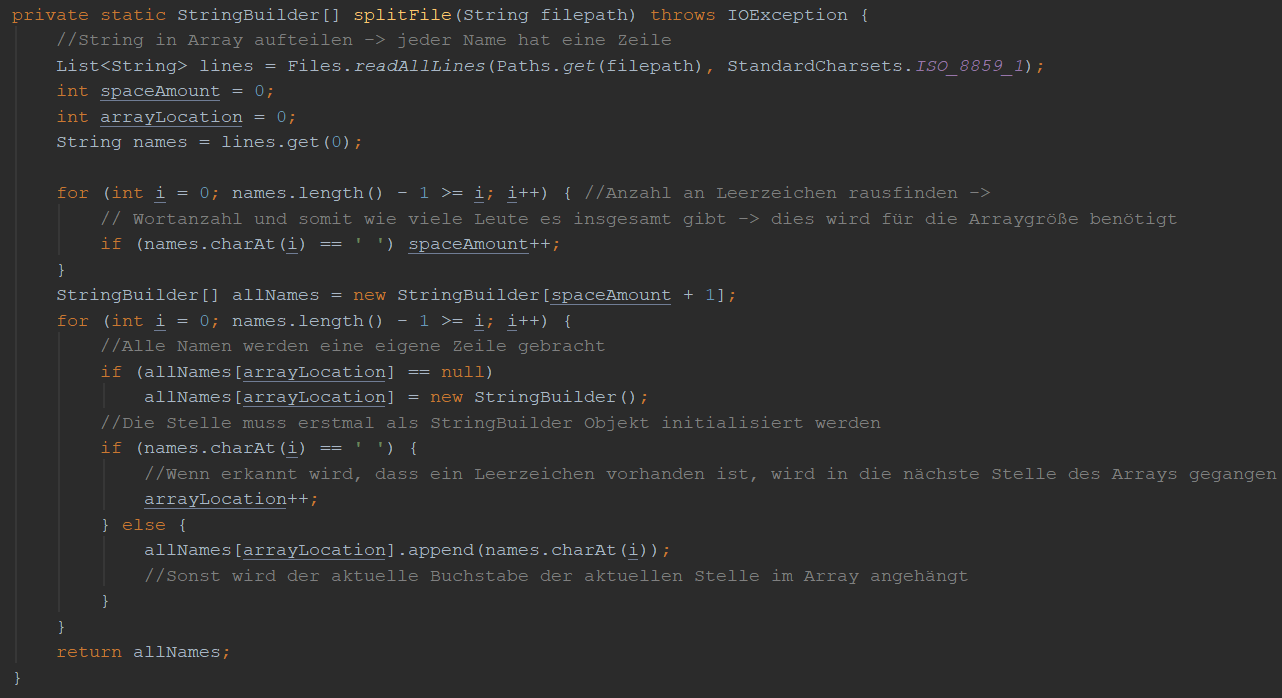 private static StringBuilder[] splitFile(String filepath) throws IOException {
    //String in Array aufteilen -> jeder Name hat eine Zeile
    List<String> lines = Files.readAllLines(Paths.get(filepath), StandardCharsets.ISO_8859_1);
    int spaceAmount = 0;
    int arrayLocation = 0;
    String names = lines.get(0);

    for (int i = 0; names.length() - 1 >= i; i++) { //Anzahl an Leerzeichen rausfinden ->
        // Wortanzahl und somit wie viele Leute es insgesamt gibt -> dies wird für die Arraygröße benötigt
        if (names.charAt(i) == ' ') spaceAmount++;
    }
    StringBuilder[] allNames = new StringBuilder[spaceAmount + 1];
    for (int i = 0; names.length() - 1 >= i; i++) {
        //Alle Namen werden eine eigene Zeile gebracht
        if (allNames[arrayLocation] == null)
            allNames[arrayLocation] = new StringBuilder();
        //Die Stelle muss erstmal als StringBuilder Objekt initialisiert werden
        if (names.charAt(i) == ' ') {
            //Wenn erkannt wird, dass ein Leerzeichen vorhanden ist, wird in die nächste Stelle des Arrays gegangen
            arrayLocation++;
        } else {
            allNames[arrayLocation].append(names.charAt(i));
            //Sonst wird der aktuelle Buchstabe der aktuellen Stelle im Array angehängt
        }
    }
    return allNames;
}